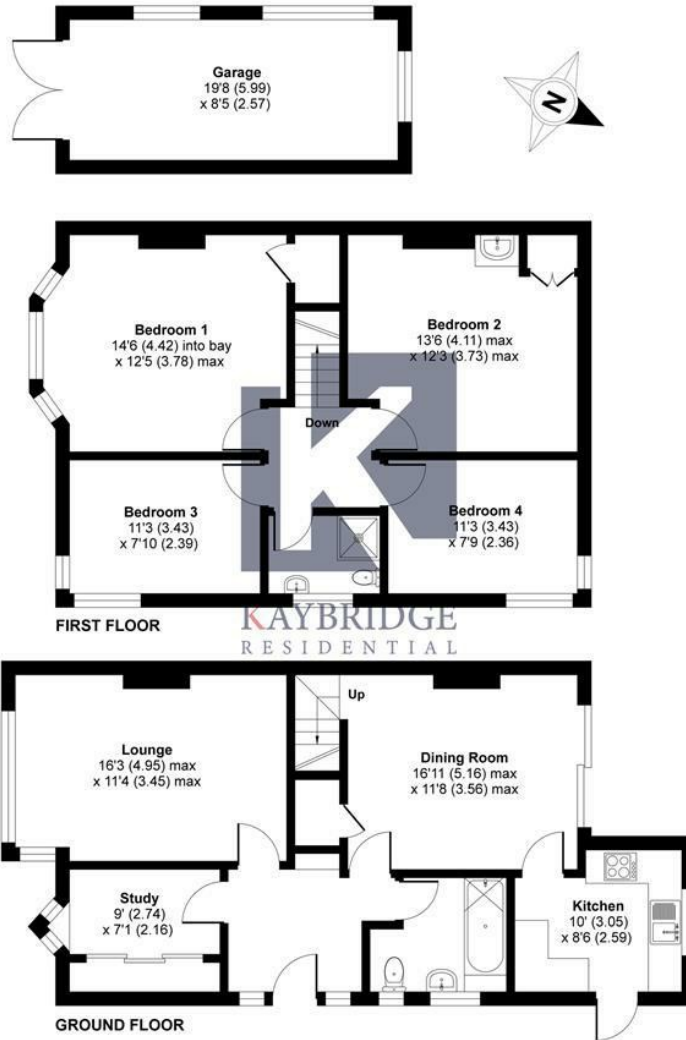 Garage
19'8 (5.99)
x 8'5 (2.57)
N
Bedroom 1
14'6 (4.42) into bay
x 12'5 (3.78) max
Bedroom 2
13'6 (4.11) max
x 12'3 (3.73) max
Down
Bedroom 3
11'3 (3.43)
x 7'10 (2.39)
Bedroom 4
11'3 (3.43)
x 7'9 (2.36)
K
FIRST FLOOR
KAYBRIDGE
RESIDENTIAL
Up
Lounge
16'3 (4.95) max
x 11'4 (3.45) max
Dining Room
16'11 (5.16) max
x 11'8 (3.56) max
Study
9' (2.74)
x 7'1 (2.16)
Kitchen
10' (3.05)
x 8'6 (2.59)
GROUND FLOOR